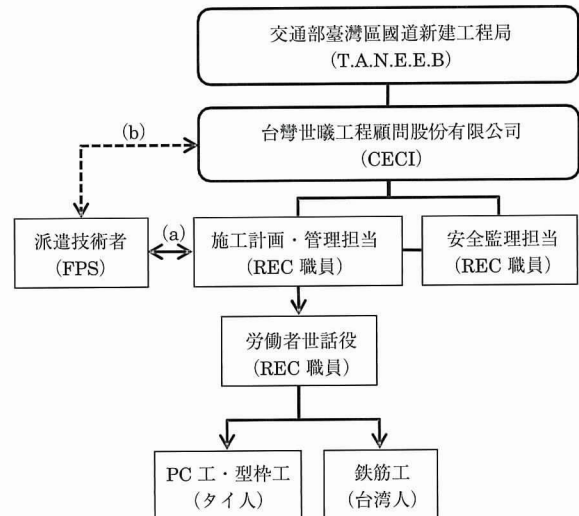 交通部臺灣區國道新建工程局
(T.A.N.E.E.B)
台灣世曦工程顧問股份有限公司
(CECI)
(b)
派遣技術者
(FPS)
(a)
施工計画・管理担当
(REC 職員)
安全監理担当
(REC 職員)
労働者世話役
(REC 職員)
PC 工・型枠工
(タイ人)
鉄筋工
(台湾人)